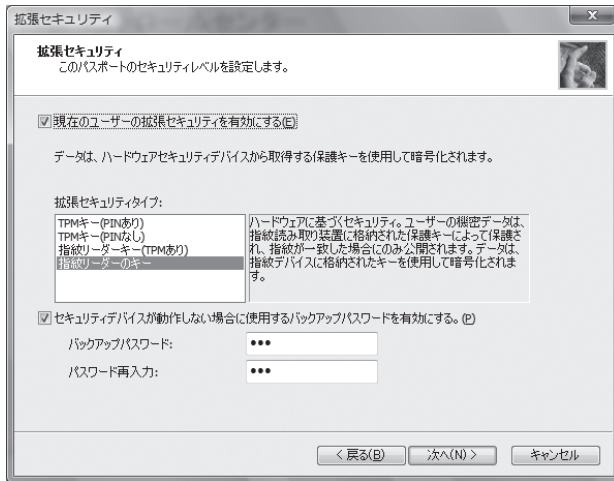 拡張セキュリティ
拡張セキュリティ
このパスポートのセキュリティレベルを設定します。
現在のユーザーの拡張セキュリティを有効にする(E)
データは、ハードウェアセキュリティデバイスから取得する保護キーを使用して暗号化されます。
拡張セキュリティタイプ:
TPMキー(PINあり)
TPMキー(PINなし)
指紋リーダーキー(TPMあり)
指紋リーダーのキー
ハードウェアに基づくセキュリティ。ユーザーの機密データは、
指紋読み取り装置に格納された保護キーによって保護さ
れ、指紋が一致した場合にのみ公開されます。データは、
指紋デバイスに格納されたキーを使用して暗号化されま
す。
セキュリティデバイスが動作しない場合に使用するバックアップパスワードを有効にする。(P)
バックアップパスワード: •••
パスワード再入力: •••
< 戻る(B) 次へ(N) > キャンセル